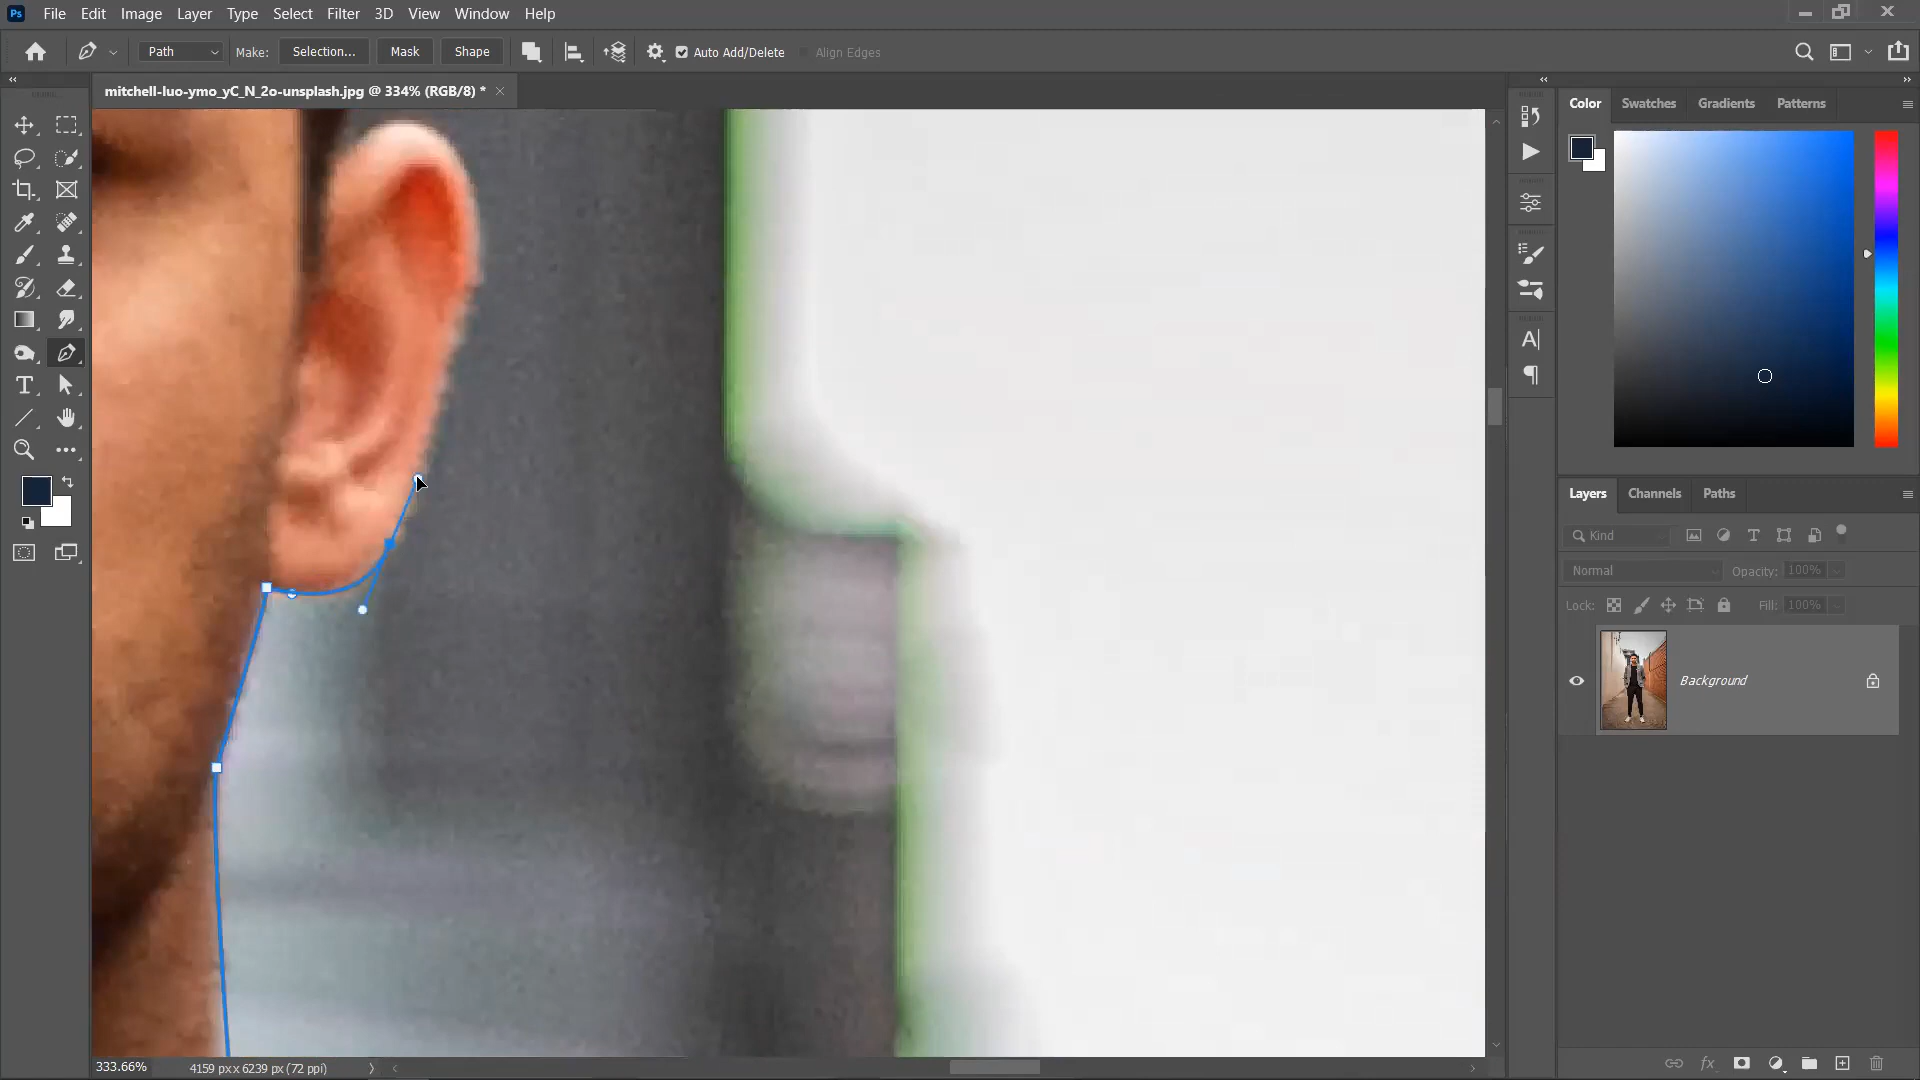 Ps File Edit Image Layer Type Select Filter 3D View Window Help
Path Make: Selection... Mask Shape Auto Add/Delete Align Edges
mitchell-luo-ymo_yC_N_2o-unsplash.jpg @ 334% (RGB/8) *
Color Swatches Gradients Patterns
Layers Channels Paths
Kind
Normal Opacity: 100%
Lock: Fill: 100%
Background
333.66% 4159 px x 6239 px (72 ppi)